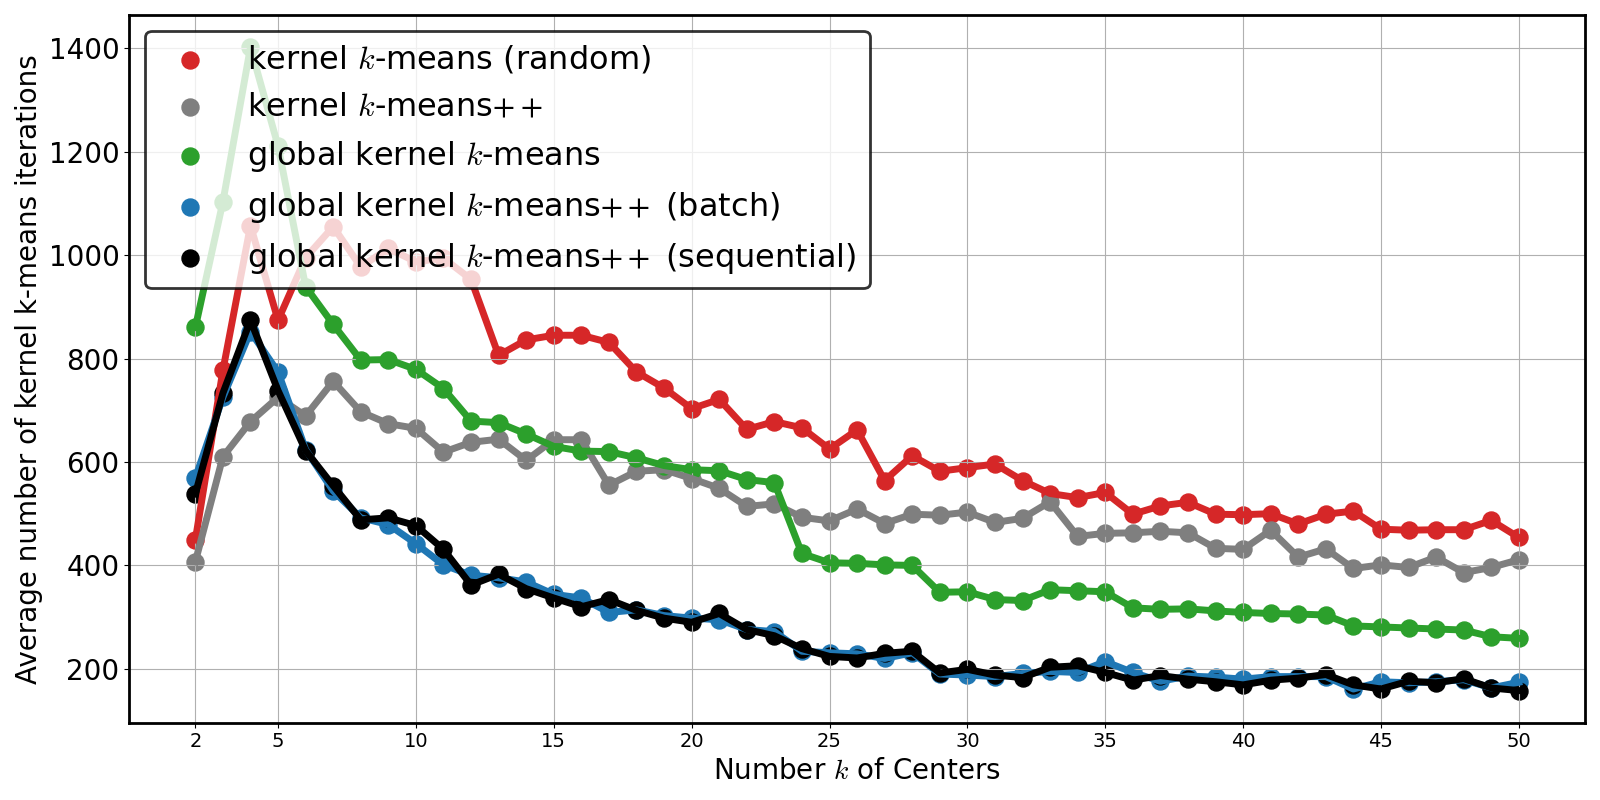 Average number of kernel k-means iterations
1400
1200
1000
800
600
400
200
kernel k-means (random)
kernel k-means++
global kernel k-means
global kernel k-means++ (batch)
global kernel k-means++ (sequential)
2 5 10 15 20 25 30 35 40 45 50
Number k of Centers